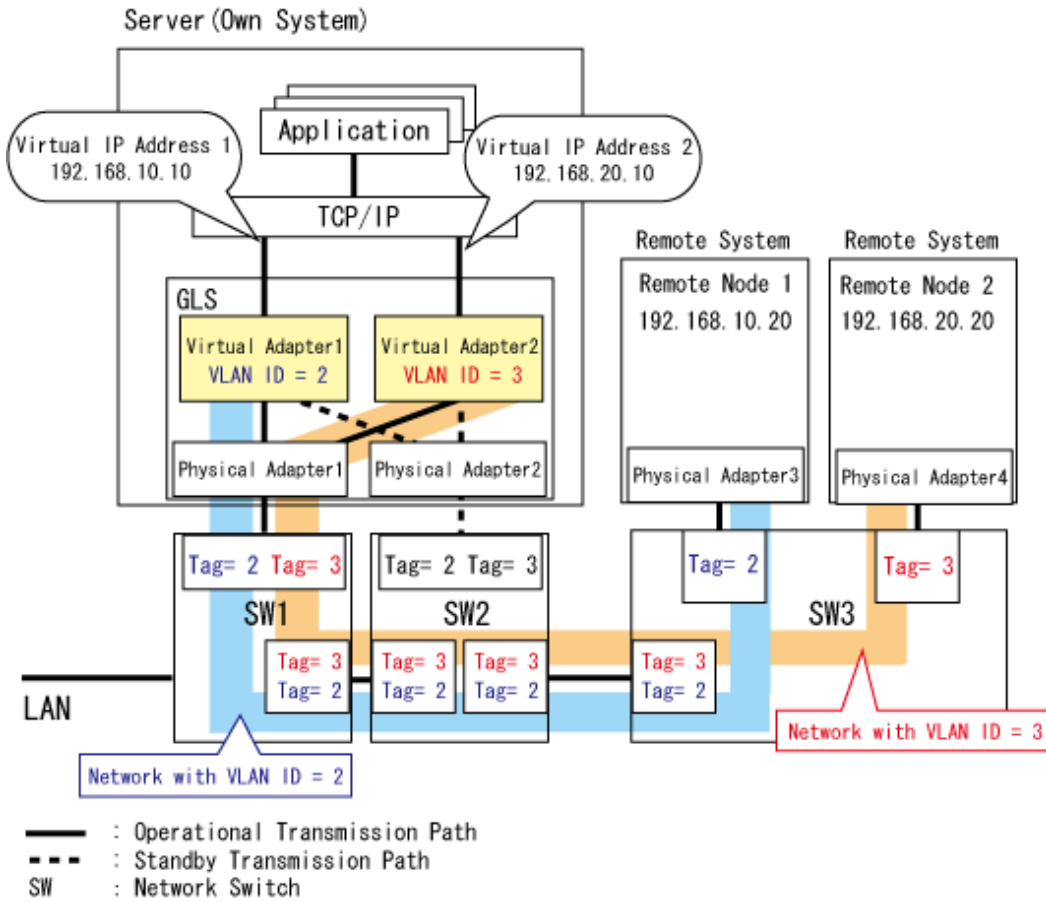 Server(Own System)
Application
Virtual IP Address 1
192.168.10.10
Virtual IP Address 2
192.168.20.10
TCP/IP
Remote System
Remote System
Remote Node 1
192.168.10.20
Remote Node 2
192.168.20.20
GLS
Virtual Adapter1
VLAN ID = 2
Virtual Adapter2
VLAN ID = 3
Physical Adapter1
Physical Adapter2
Physical Adapter3
Physical Adapter4
Tag= 2 Tag= 3
Tag= 2 Tag= 3
Tag= 2
Tag= 3
SW1
SW2
SW3
Tag= 3
Tag= 2
Tag= 3
Tag= 2
Tag= 3
Tag= 2
Tag= 3
Tag= 2
LAN
Network with VLAN ID = 3
Network with VLAN ID = 2
: Operational Transmission Path
: Standby Transmission Path
SW : Network Switch